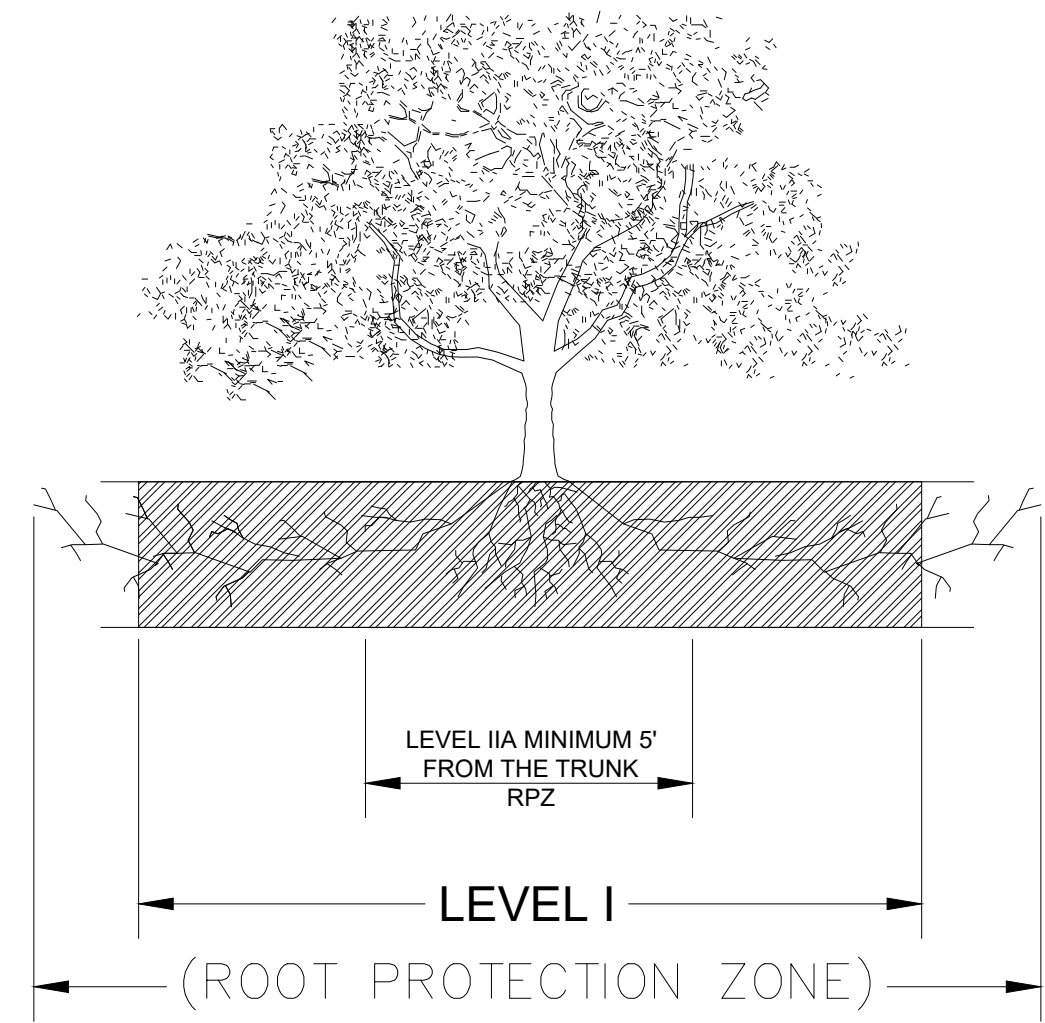 LEVEL IIA MINIMUM 5'
FROM THE TRUNK
RPZ
LEVEL I
(ROOT PROTECTION ZONE)